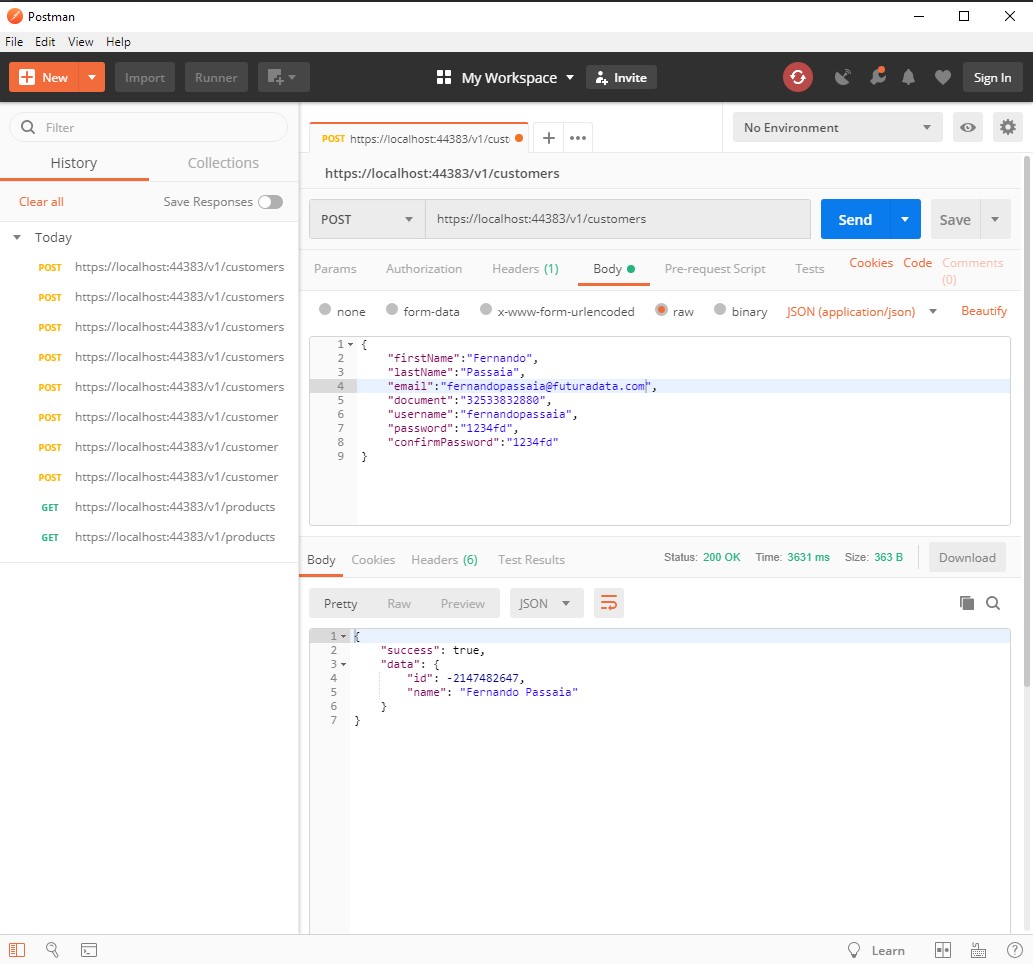 Postman
File Edit View Help
New Import Runner My Workspace Invite Sign In
Filter
History Collections
Clear all Save Responses
Today
POST https://localhost:44383/v1/customers
POST https://localhost:44383/v1/customers
POST https://localhost:44383/v1/customers
POST https://localhost:44383/v1/customers
POST https://localhost:44383/v1/customers
POST https://localhost:44383/v1/customer
POST https://localhost:44383/v1/customer
POST https://localhost:44383/v1/customer
GET https://localhost:44383/v1/products
GET https://localhost:44383/v1/products
POST https://localhost:44383/v1/cust
No Environment
https://localhost:44383/v1/customers
POST https://localhost:44383/v1/customers Send Save
Params Authorization Headers (1) Body Pre-request Script Tests Cookies Code Comments (0)
none form-data x-www-form-urlencoded raw binary JSON (application/json) Beautify
1 {
2 "firstName":"Fernando",
3 "lastName":"Passaia",
4 "email":"fernandopassaia@futuradata.com",
5 "document":"32533832880",
6 "username":"fernandopassaia",
7 "password":"1234fd",
8 "confirmPassword":"1234fd"
9 }
Body Cookies Headers (6) Test Results Status: 200 OK Time: 3631 ms Size: 363 B Download
Pretty Raw Preview JSON
1 {
2 "success": true,
3 "data": {
4 "id": -2147482647,
5 "name": "Fernando Passaia"
6 }
7 }
Learn